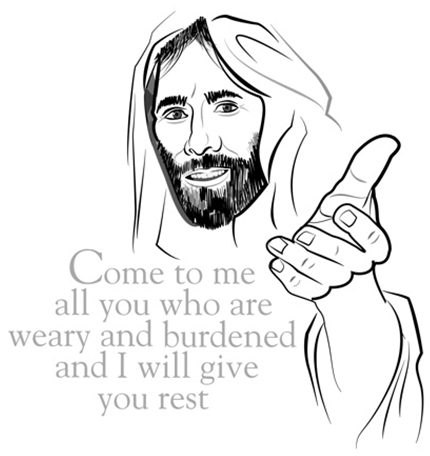 Come to me
all you who are
weary and burdened
and I will give
you rest